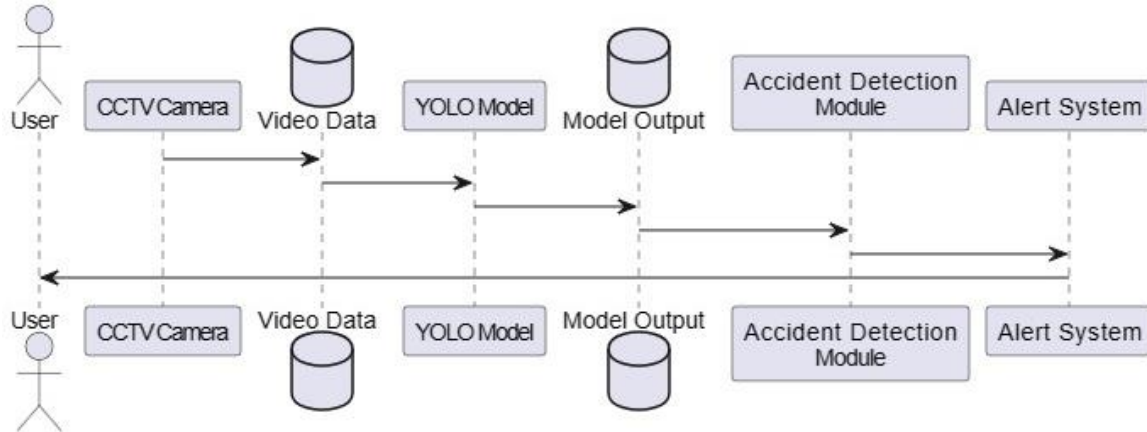 User
CCTV Camera
Video Data
YOLO Model
Model Output
Accident Detection
Module
Alert System
User
CCTV Camera
Video Data
YOLO Model
Model Output
Accident Detection
Module
Alert System